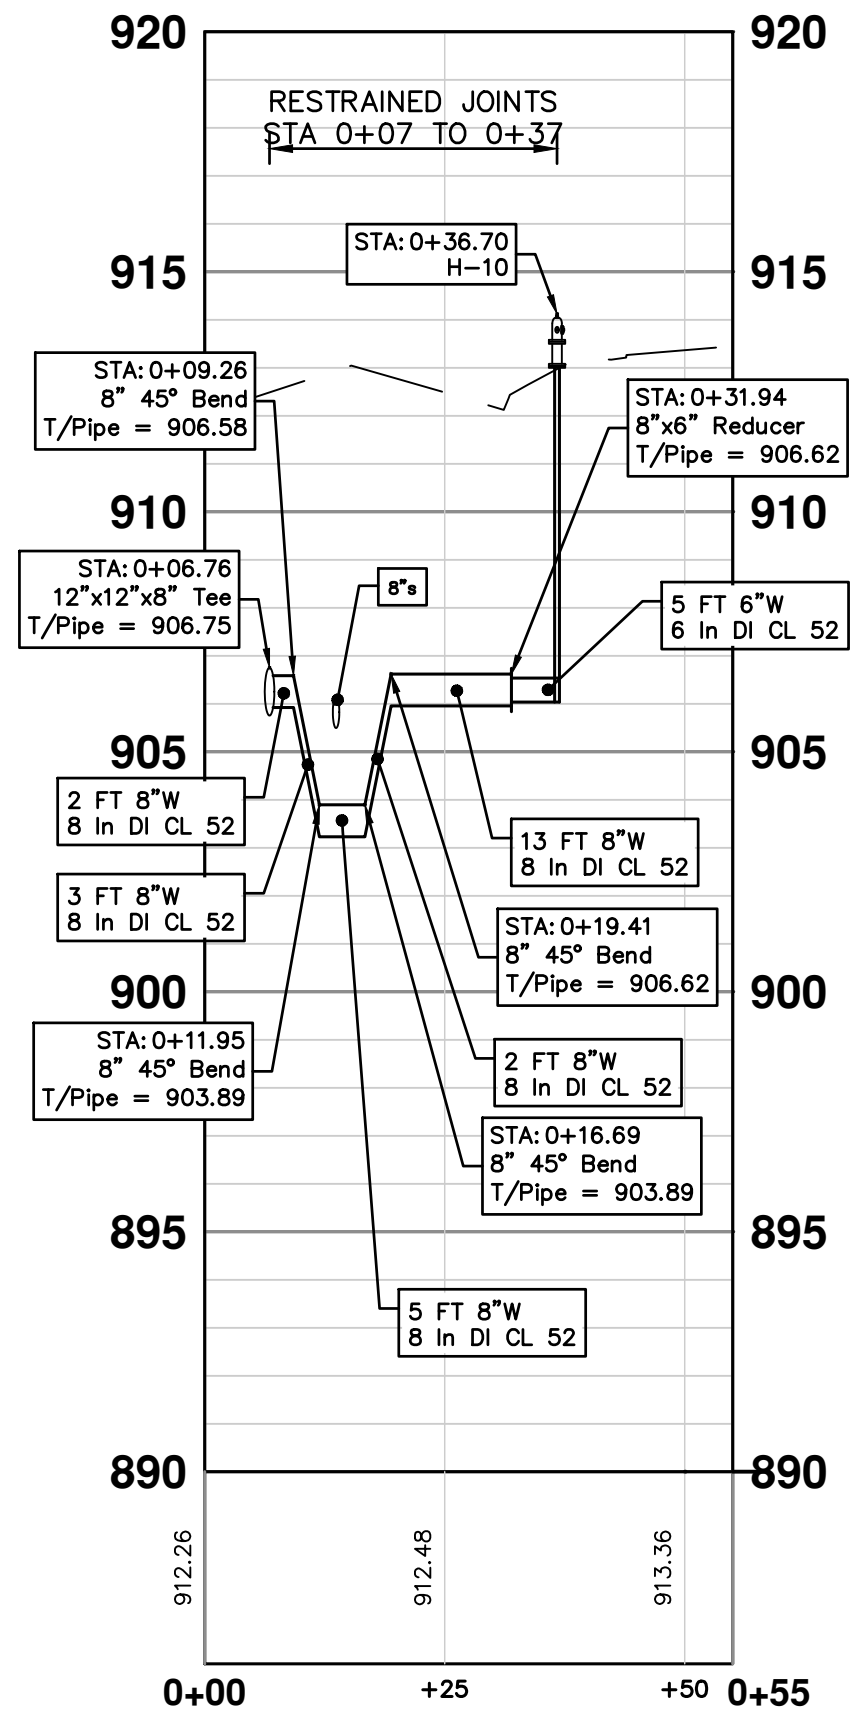 920
920
RESTRAINED JOINTS
STA 0+07 TO 0+37
STA: 0+36.70
H-10
915
915
STA: 0+09.26
8" 45° Bend
T/Pipe = 906.58
STA: 0+31.94
8"x6" Reducer
T/Pipe = 906.62
910
910
STA: 0+06.76
12"x12"x8" Tee
T/Pipe = 906.75
8"s
5 FT 6"W
6 In DI CL 52
905
905
2 FT 8"W
8 In DI CL 52
13 FT 8"W
8 In DI CL 52
3 FT 8"W
8 In DI CL 52
STA: 0+19.41
8" 45° Bend
T/Pipe = 906.62
900
900
STA: 0+11.95
8" 45° Bend
T/Pipe = 903.89
2 FT 8"W
8 In DI CL 52
STA: 0+16.69
8" 45° Bend
T/Pipe = 903.89
895
895
5 FT 8"W
8 In DI CL 52
890
890
912.26
912.48
913.36
0+00
+25
+50
0+55